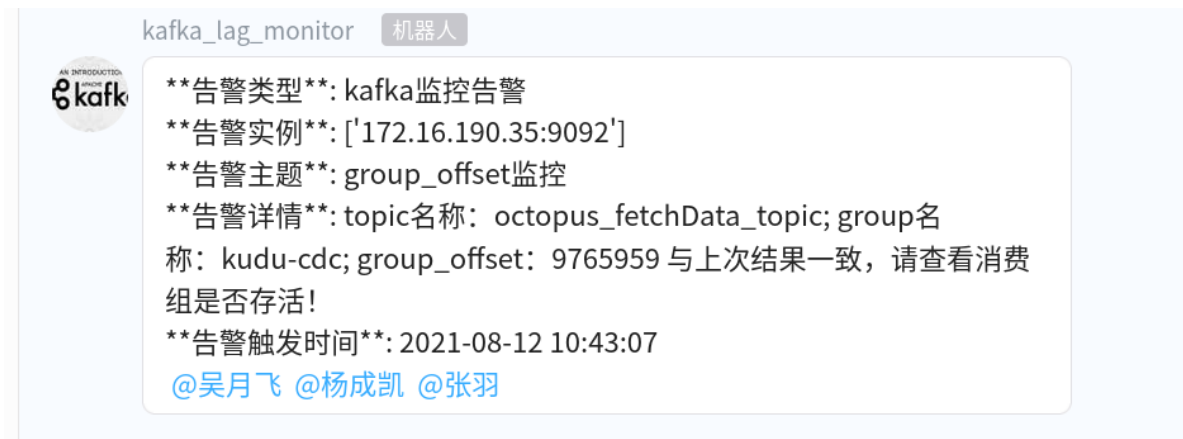 kafka_lag_monitor 机器人
AN INTRODUCTION
APACHE
kafk
**告警类型**: kafka监控告警
**告警实例**: ['172.16.190.35:9092']
**告警主题**: group_offset监控
**告警详情**: topic名称：octopus_fetchData_topic; group名
称：kudu-cdc; group_offset：9765959 与上次结果一致，请查看消费
组是否存活！
**告警触发时间**: 2021-08-12 10:43:07
@吴月飞 @杨成凯 @张羽